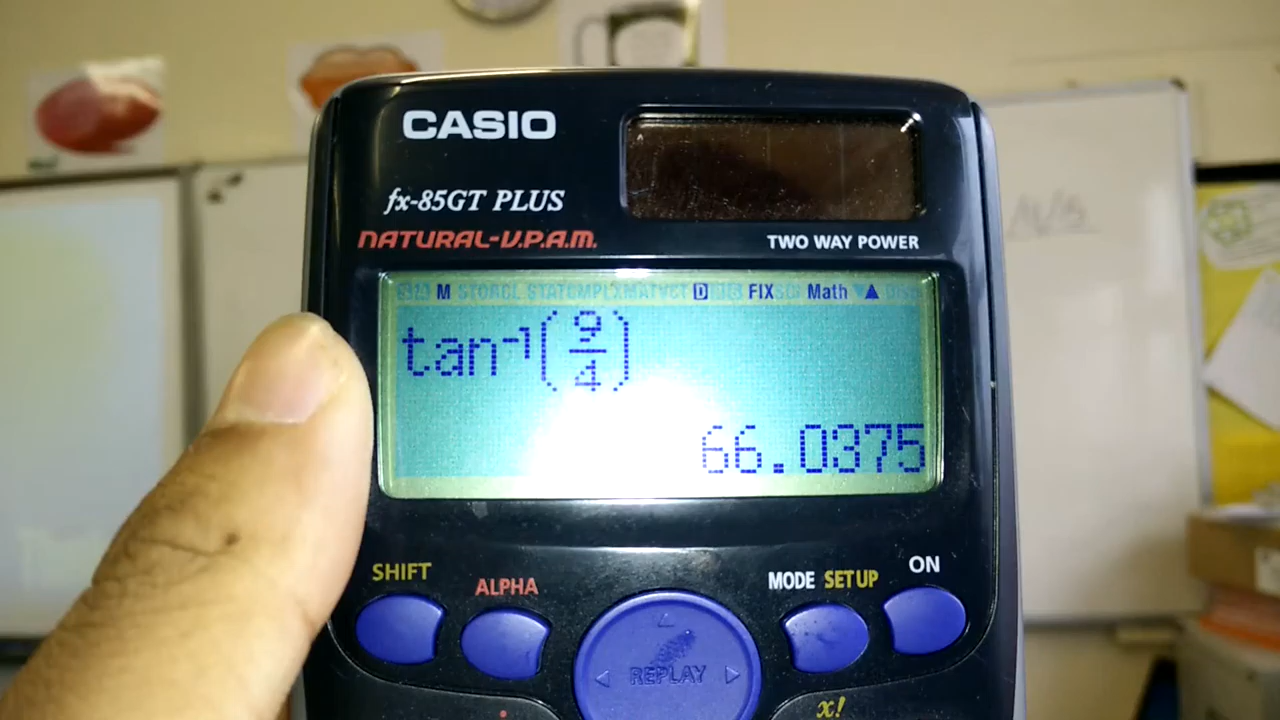 CASIO
fx-85GT PLUS
NATURAL-V.P.A.M.
TWO WAY POWER
M D FIX Math ▲
tan⁻¹(9/4)
66.0375
SHIFT
ALPHA
MODE SETUP
ON
REPLAY
x!